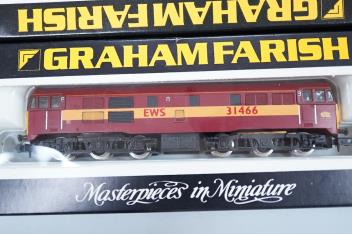 GRAHAM FARISH
GRAHAM FARISH
EWS 31466
Masterpieces in Miniature